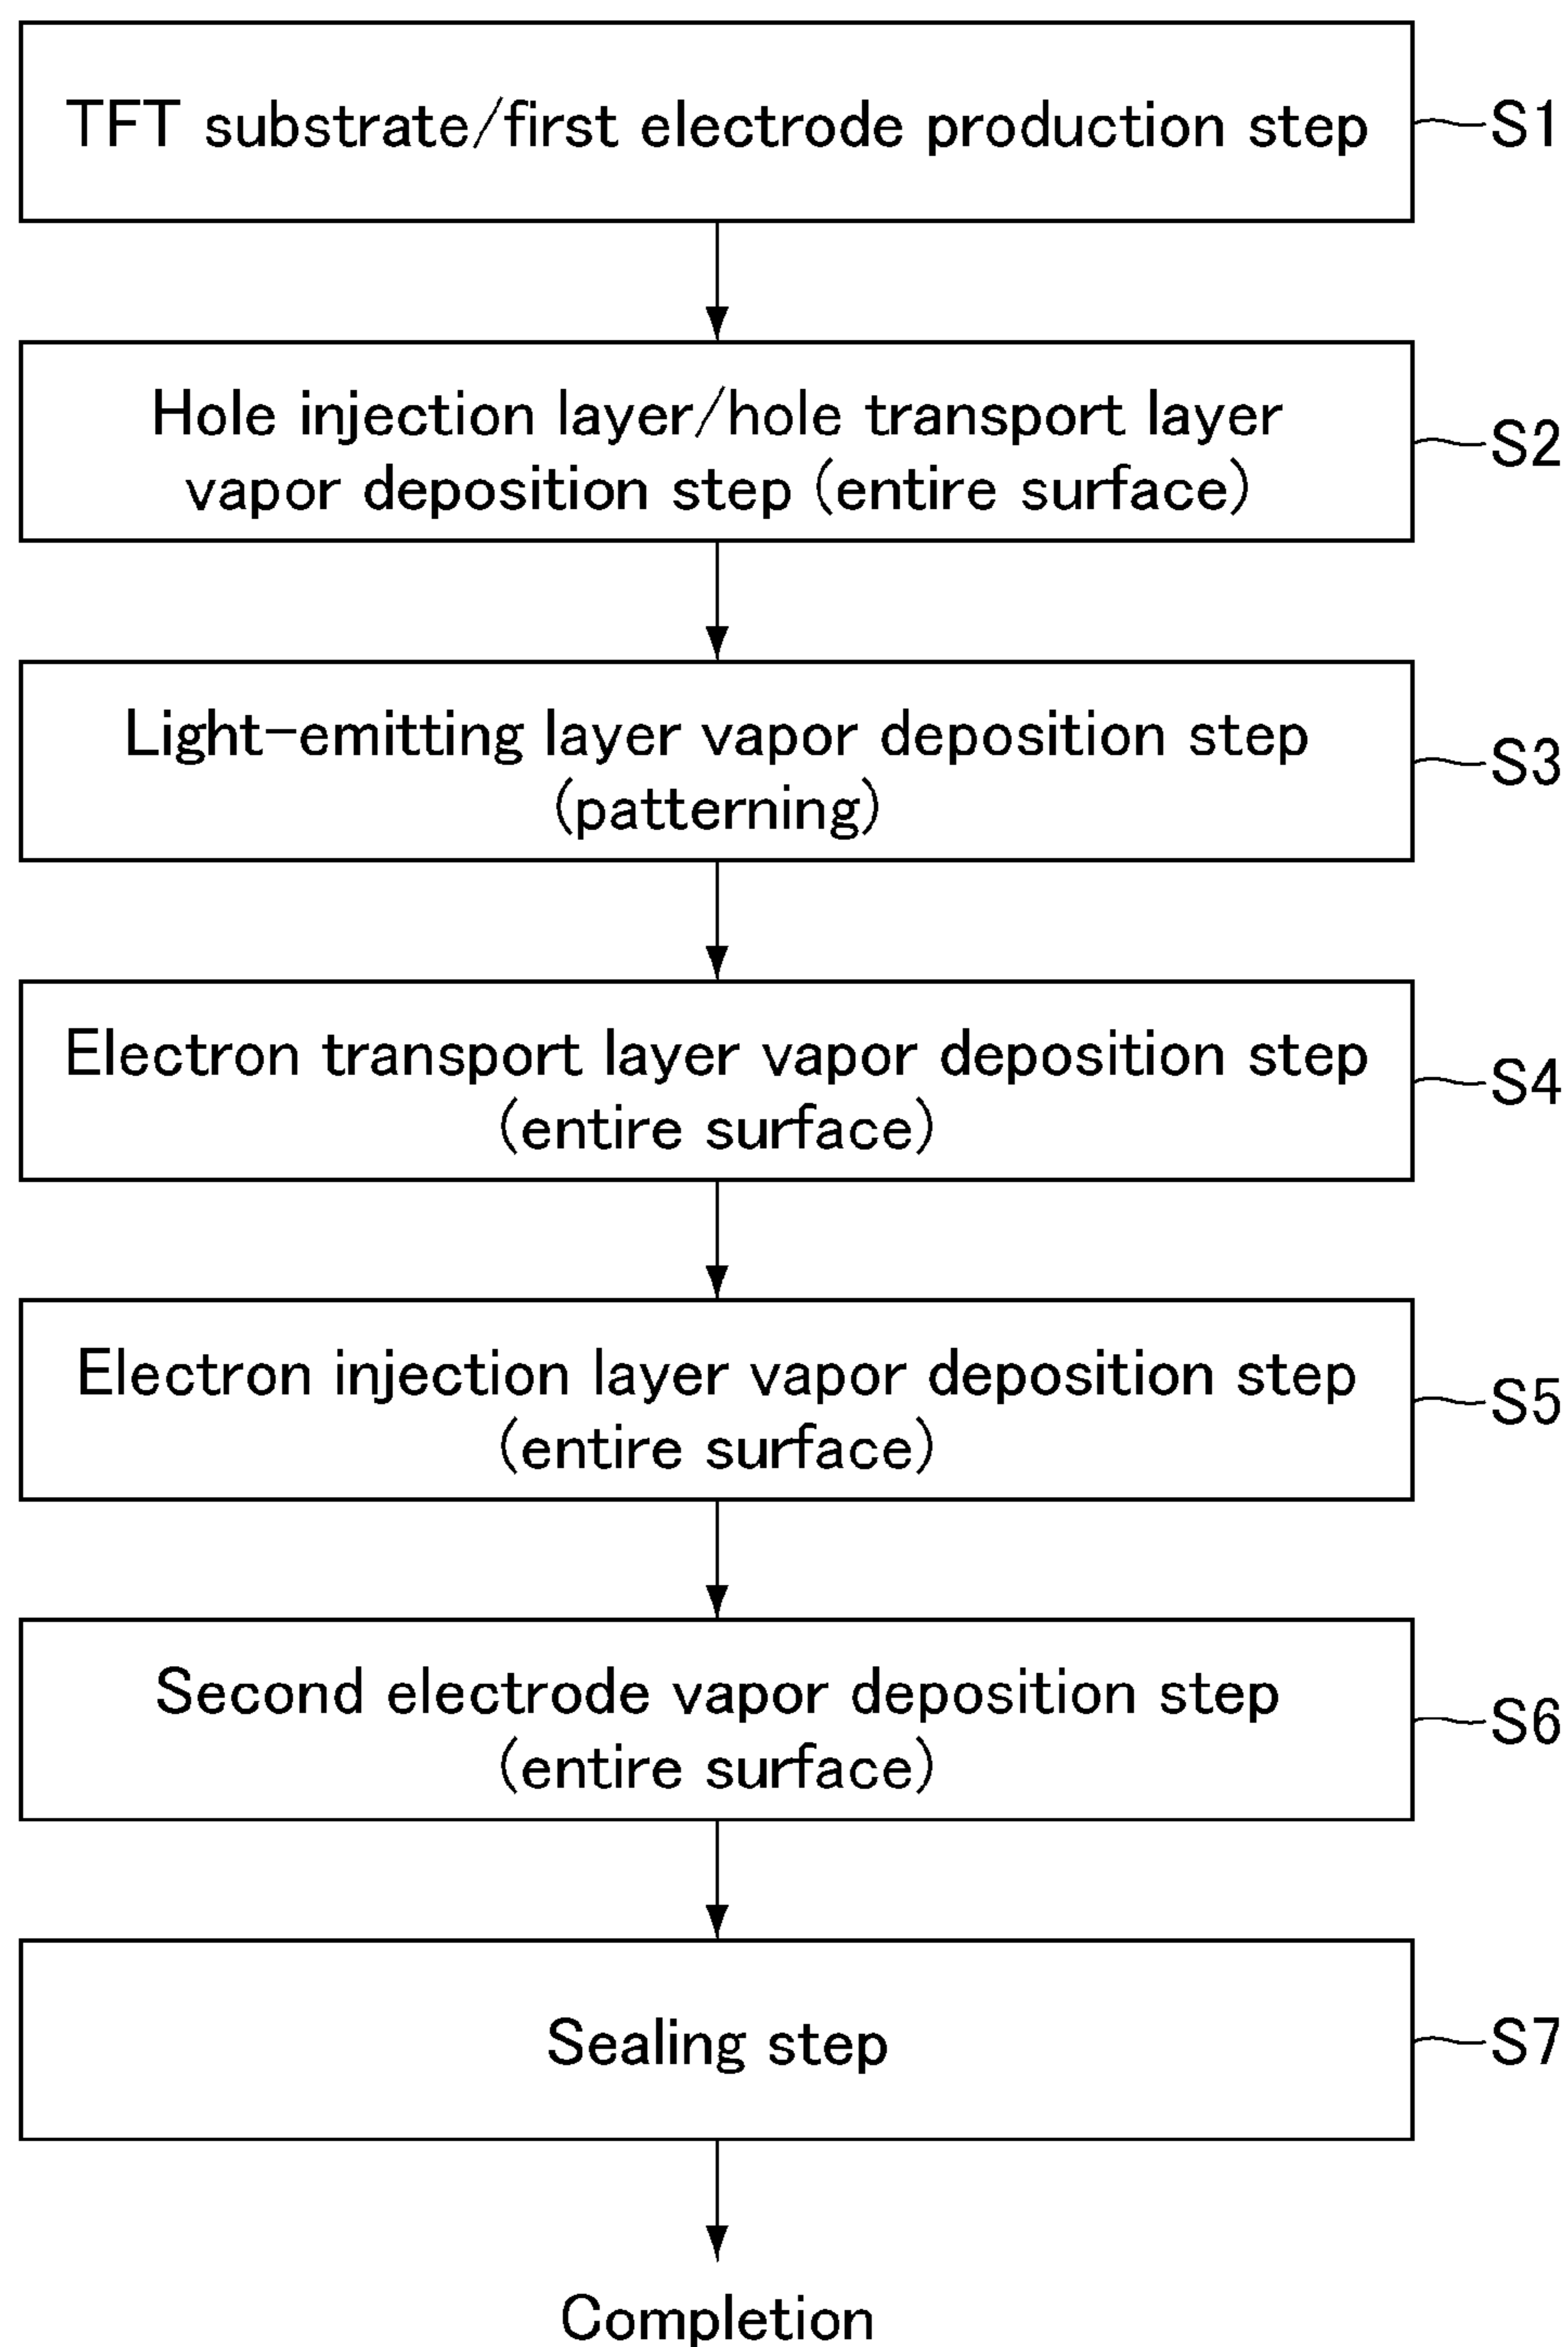 TFT substrate/first electrode production step
S1
Hole injection layer/hole transport layer
vapor deposition step (entire surface)
S2
Light-emitting layer vapor deposition step
(patterning)
S3
Electron transport layer vapor deposition step
(entire surface)
S4
Electron injection layer vapor deposition step
(entire surface)
S5
Second electrode vapor deposition step
(entire surface)
S6
Sealing step
S7
Completion